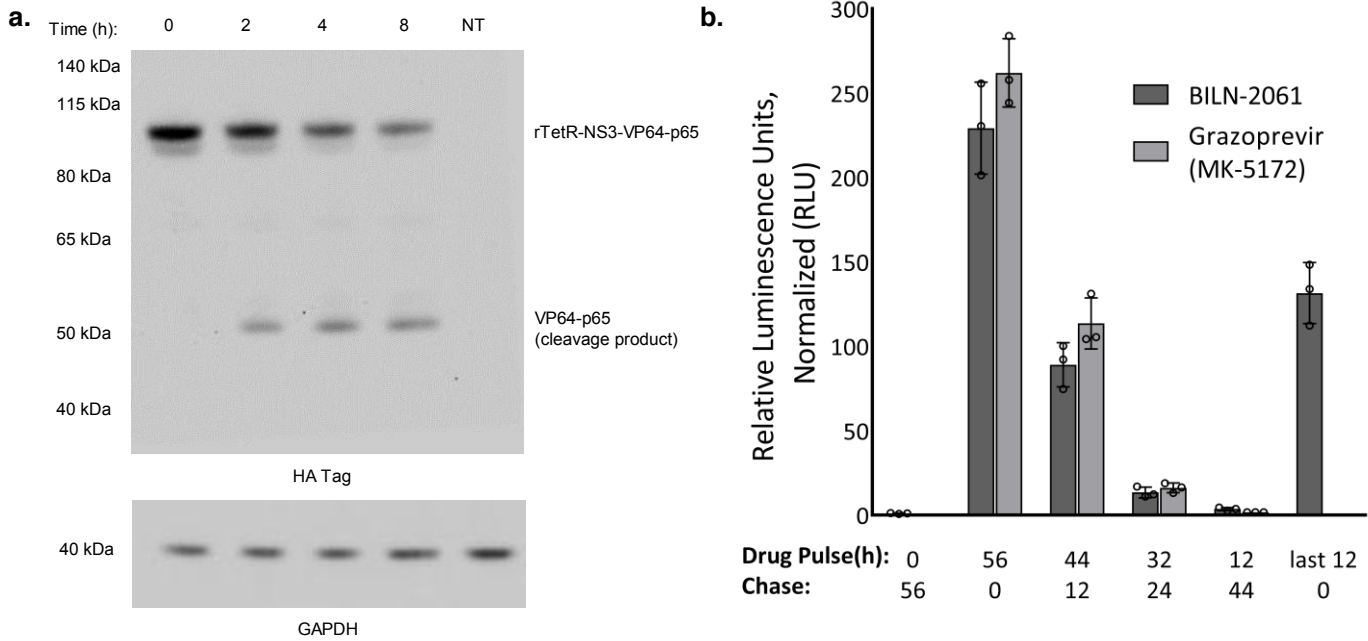 a.
Time (h): 0 2 4 8 NT
140 kDa
115 kDa
80 kDa
65 kDa
50 kDa
40 kDa
rTetR-NS3-VP64-p65
VP64-p65
(cleavage product)
HA Tag
40 kDa
GAPDH
b.
Relative Luminescence Units,
Normalized (RLU)
300
250
200
150
100
50
0
BILN-2061
Grazoprevir
(MK-5172)
Drug Pulse(h): 0 56 44 32 12 last 12
Chase: 56 0 12 24 44 0